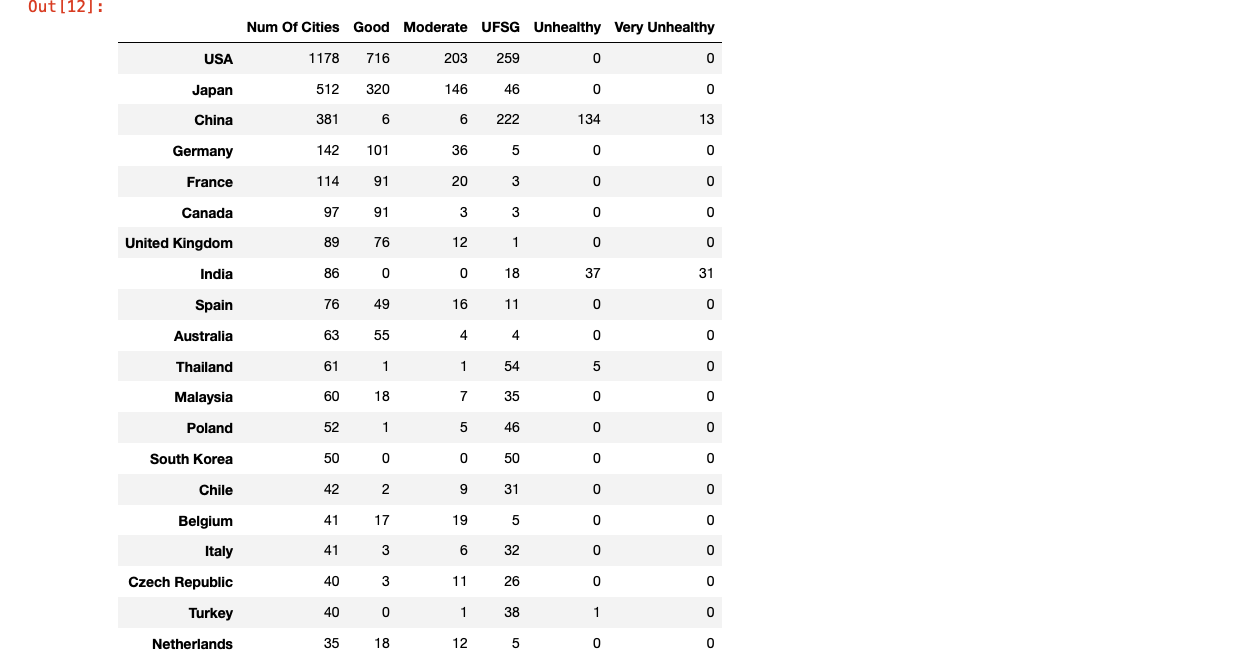 Out[12]:
Num Of Cities Good Moderate UFSG Unhealthy Very Unhealthy
USA 1178 716 203 259 0 0
Japan 512 320 146 46 0 0
China 381 6 6 222 134 13
Germany 142 101 36 5 0 0
France 114 91 20 3 0 0
Canada 97 91 3 3 0 0
United Kingdom 89 76 12 1 0 0
India 86 0 0 18 37 31
Spain 76 49 16 11 0 0
Australia 63 55 4 4 0 0
Thailand 61 1 1 54 5 0
Malaysia 60 18 7 35 0 0
Poland 52 1 5 46 0 0
South Korea 50 0 0 50 0 0
Chile 42 2 9 31 0 0
Belgium 41 17 19 5 0 0
Italy 41 3 6 32 0 0
Czech Republic 40 3 11 26 0 0
Turkey 40 0 1 38 1 0
Netherlands 35 18 12 5 0 0